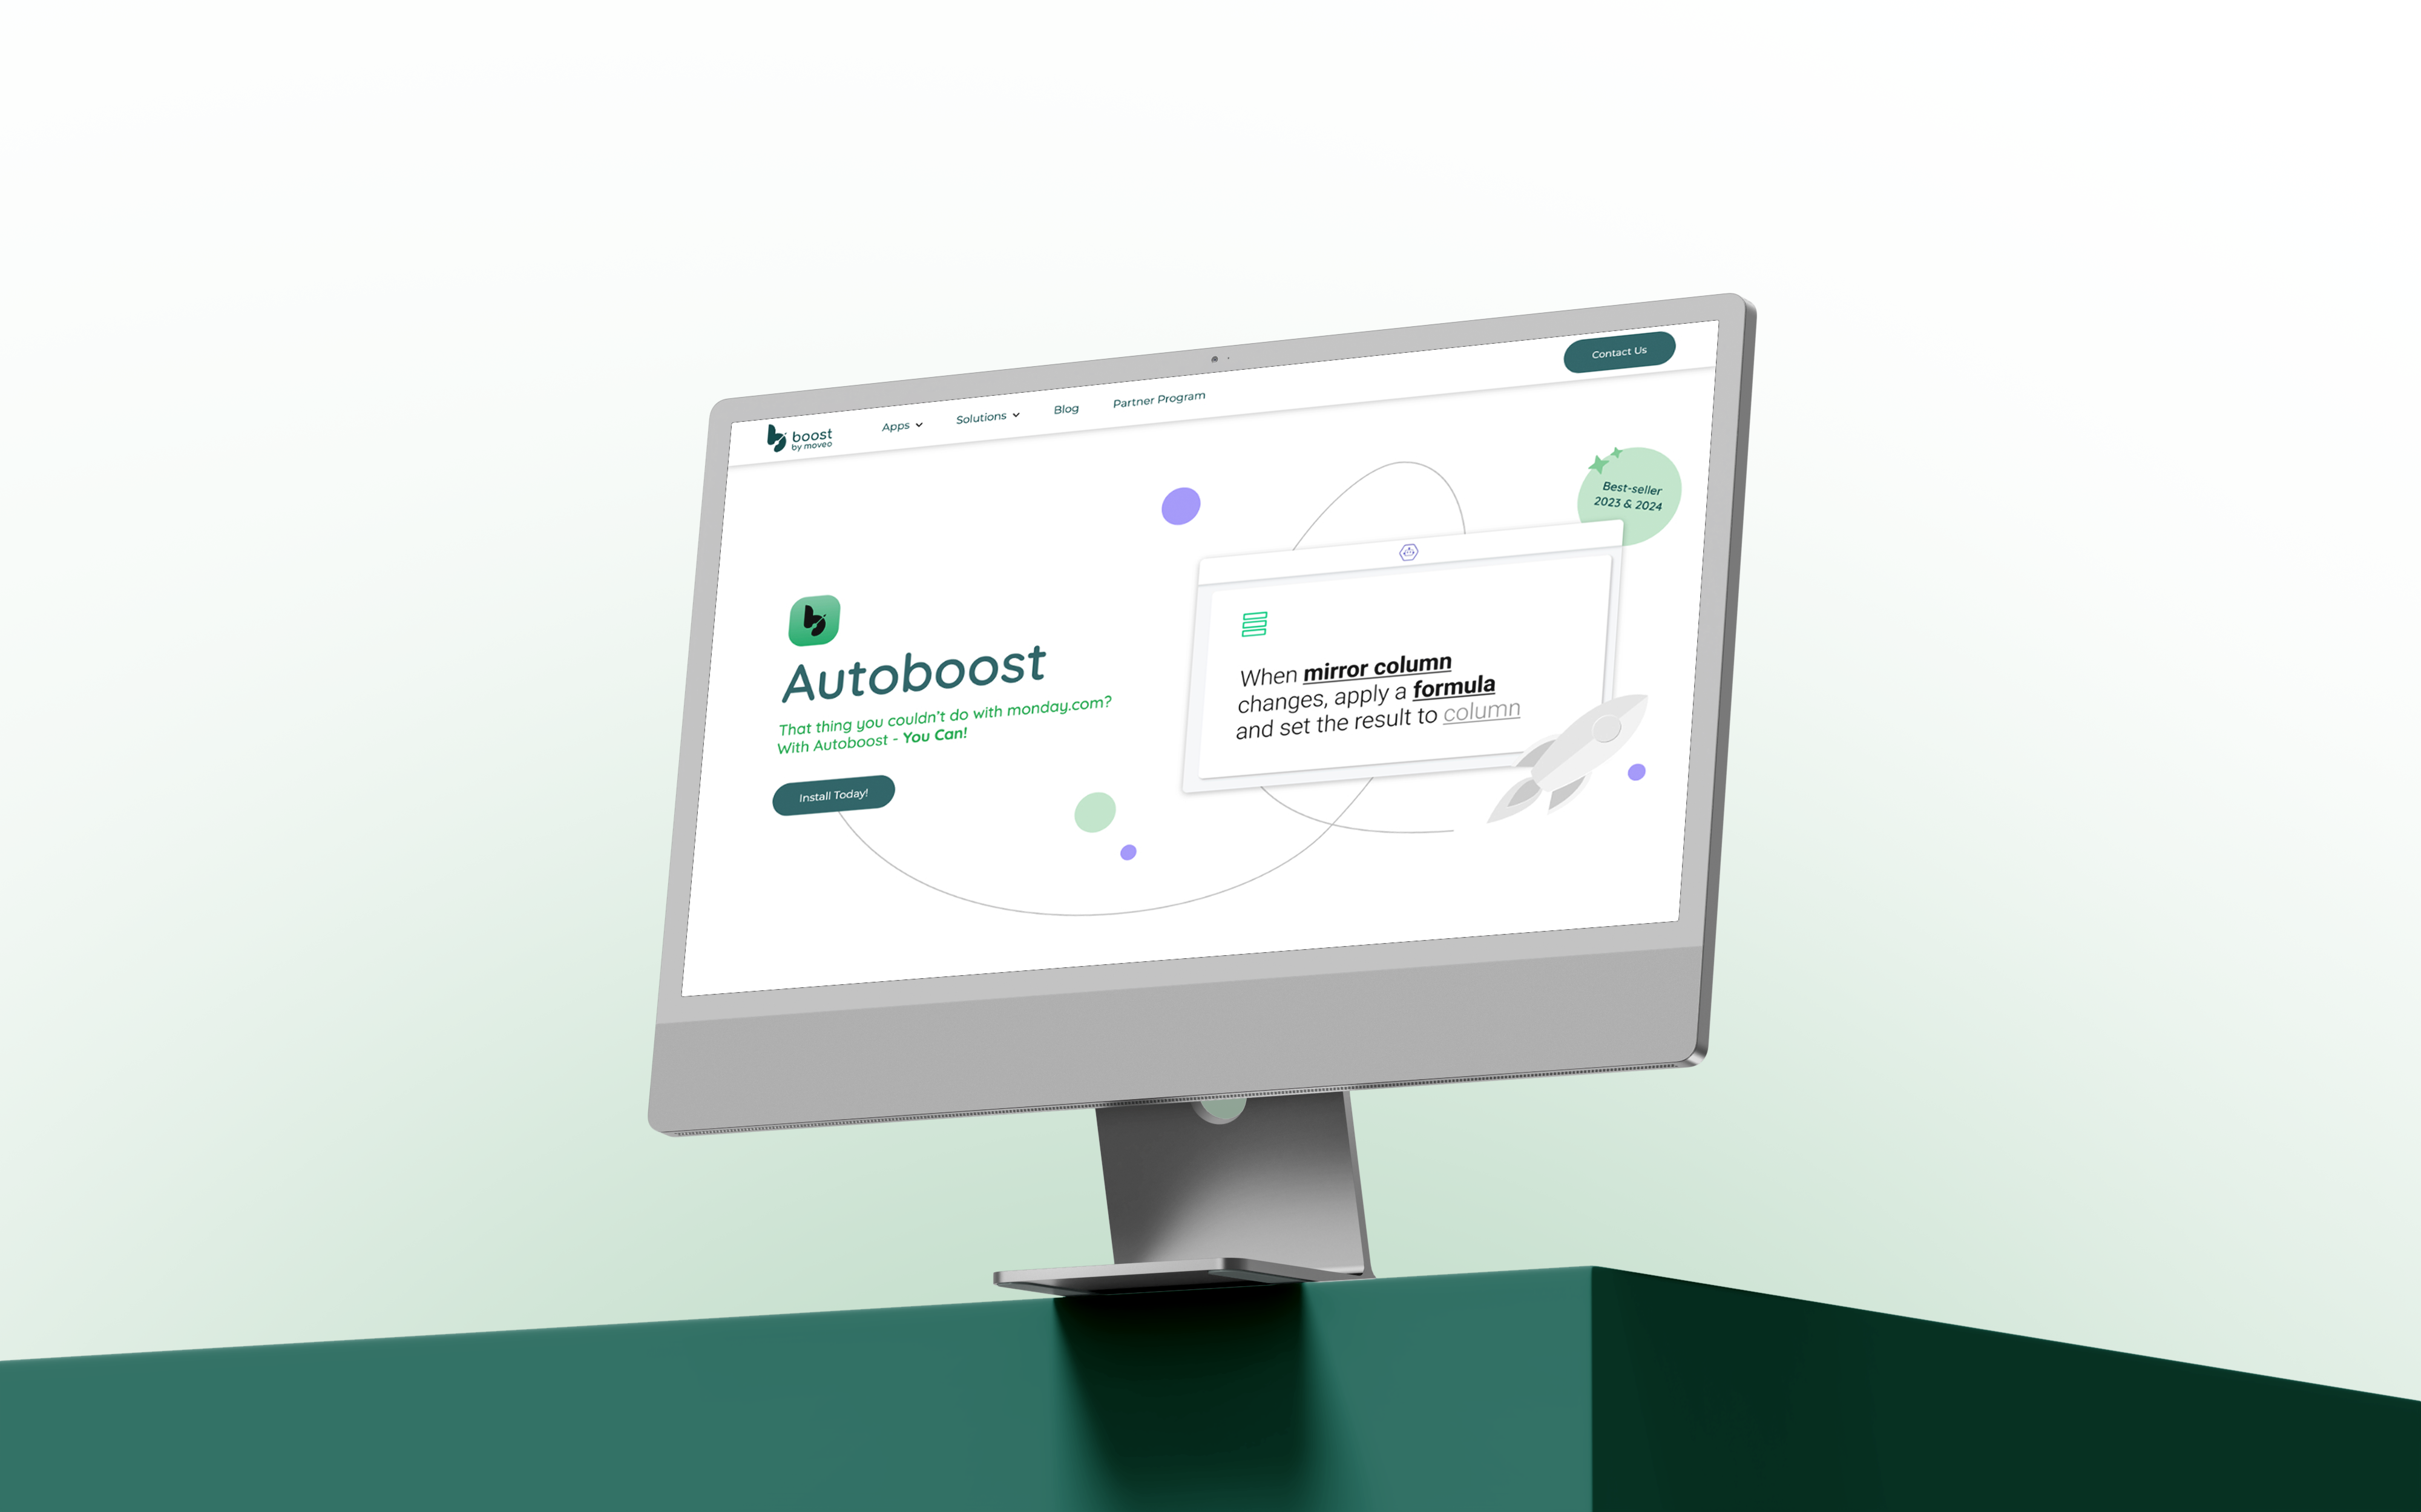 boost
by moveo
Apps
Solutions
Blog
Partner Program
Contact Us
Best-seller
2023 & 2024
Autoboost
That thing you couldn't do with monday.com?
With Autoboost - You Can!
Install Today!
When mirror column
changes, apply a formula
and set the result to column